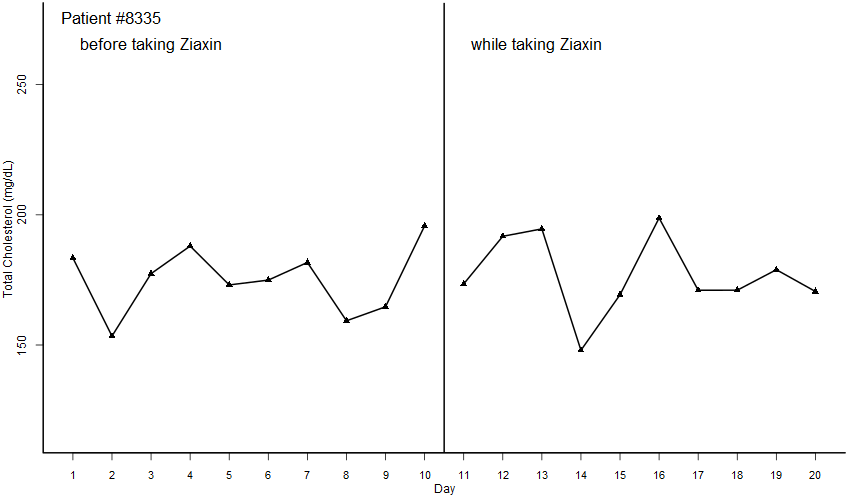 Patient #8335
before taking Ziaxin
while taking Ziaxin
250
200
150
Total Cholesterol (mg/dL)
1 2 3 4 5 6 7 8 9 10 11 12 13 14 15 16 17 18 19 20
Day